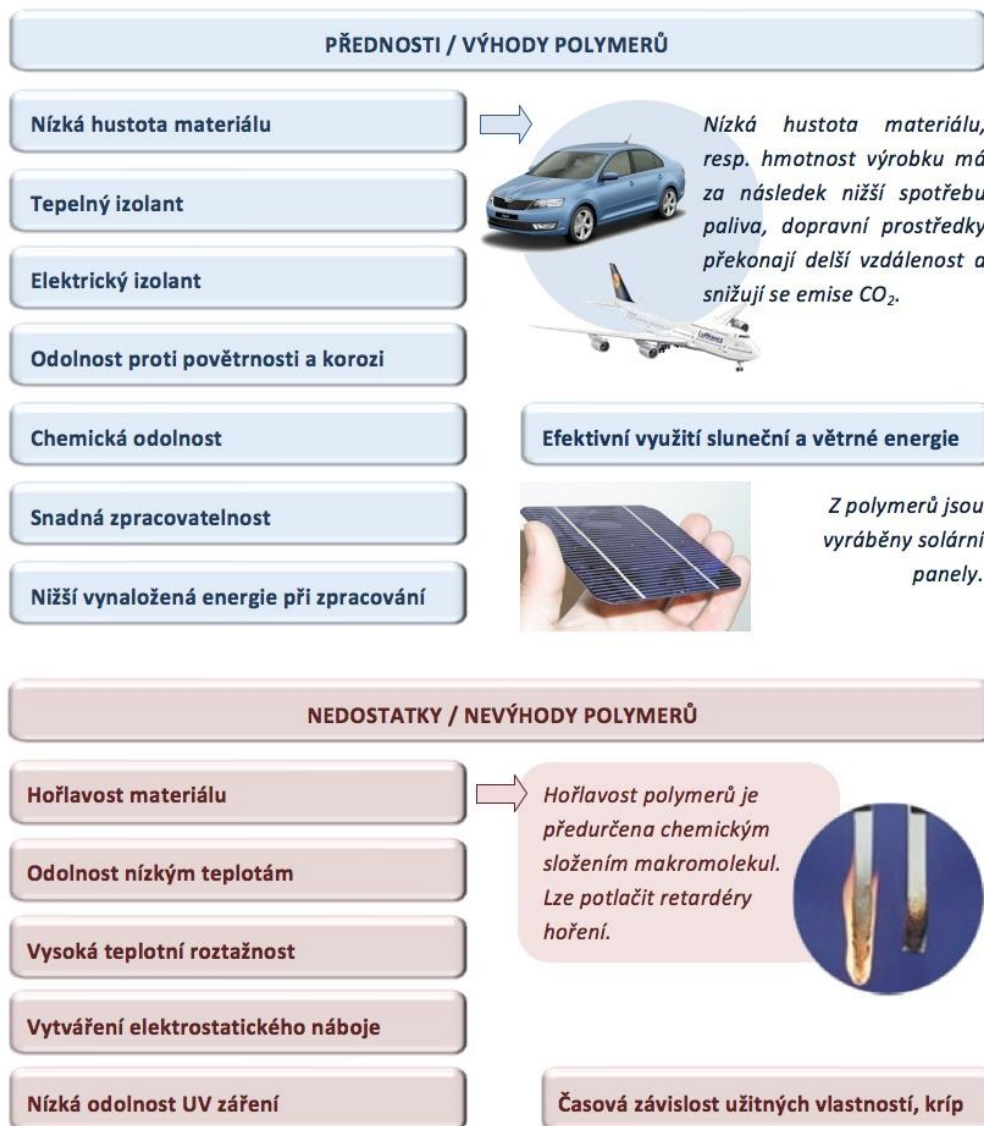 PŘEDNOSTI / VÝHODY POLYMERŮ
Nízká hustota materiálu
Nízká hustota materiálu,
resp. hmotnost výrobku má
za následek nižší spotřebu
paliva, dopravní prostředky
překonají delší vzdálenost a
snižují se emise CO₂.
Tepelný izolant
Elektrický izolant
Lufthansa
Odolnost proti povětrnosti a korozi
Chemická odolnost
Efektivní využití sluneční a větrné energie
Snadná zpracovatelnost
Z polymerů jsou
vyráběny solární
panely.
Nižší vynaložená energie při zpracování
NEDOSTATKY / NEVÝHODY POLYMERŮ
Hořlavost materiálu
Hořlavost polymerů je
předurčena chemickým
složením makromolekul.
Lze potlačit retardéry
hoření.
Odolnost nízkým teplotám
Vysoká teplotní roztažnost
Vytváření elektrostatického náboje
Nízká odolnost UV záření
Časová závislost užitných vlastností, kríp